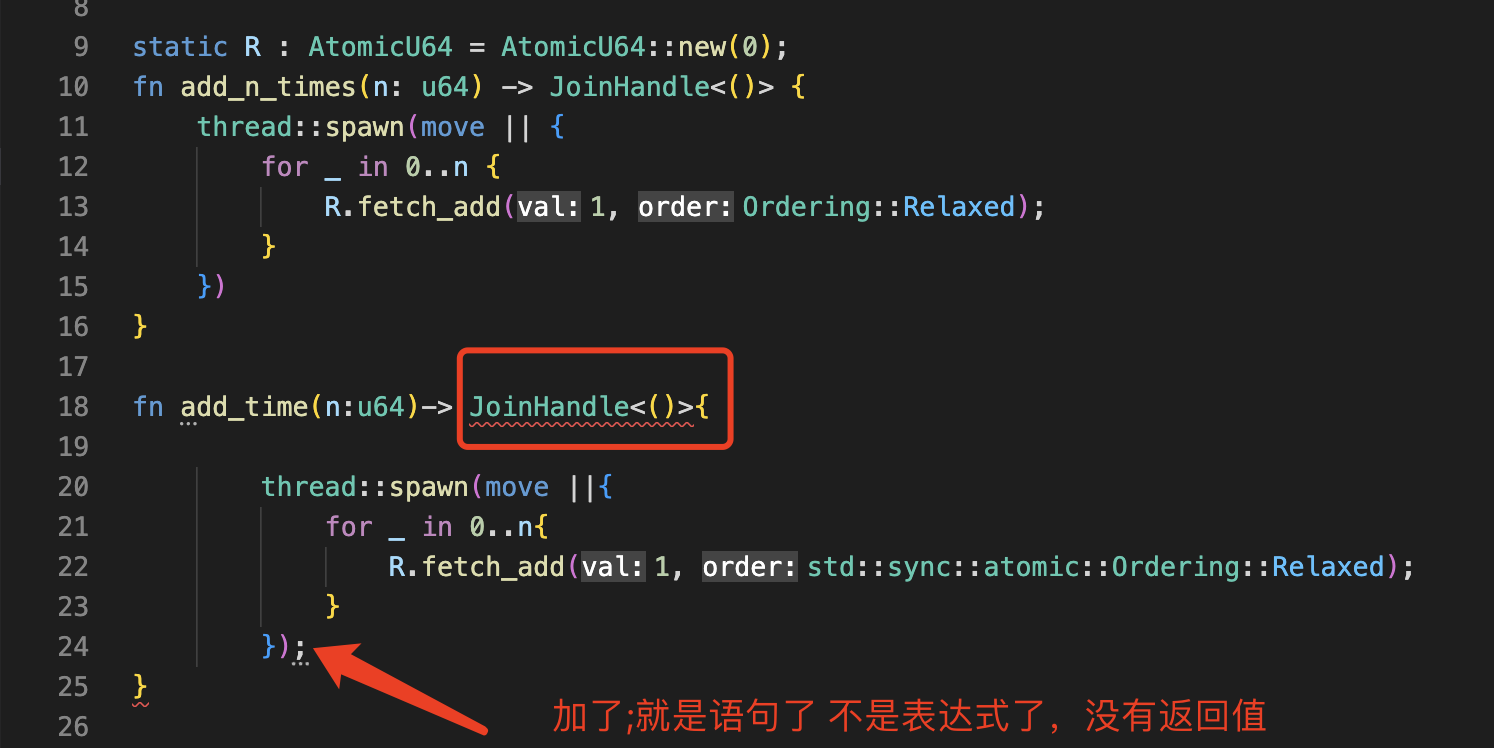 8
9 static R : AtomicU64 = AtomicU64::new(0);
10 fn add_n_times(n: u64) -> JoinHandle<()> {
11 thread::spawn(move || {
12 for _ in 0..n {
13 R.fetch_add(val: 1, order: Ordering::Relaxed);
14 }
15 })
16 }
17
18 fn add_time(n:u64)-> JoinHandle<()>{
19
20 thread::spawn(move ||{
21 for _ in 0..n{
22 R.fetch_add(val: 1, order: std::sync::atomic::Ordering::Relaxed);
23 }
24 });
25 }
加了;就是语句了 不是表达式了，没有返回值
26